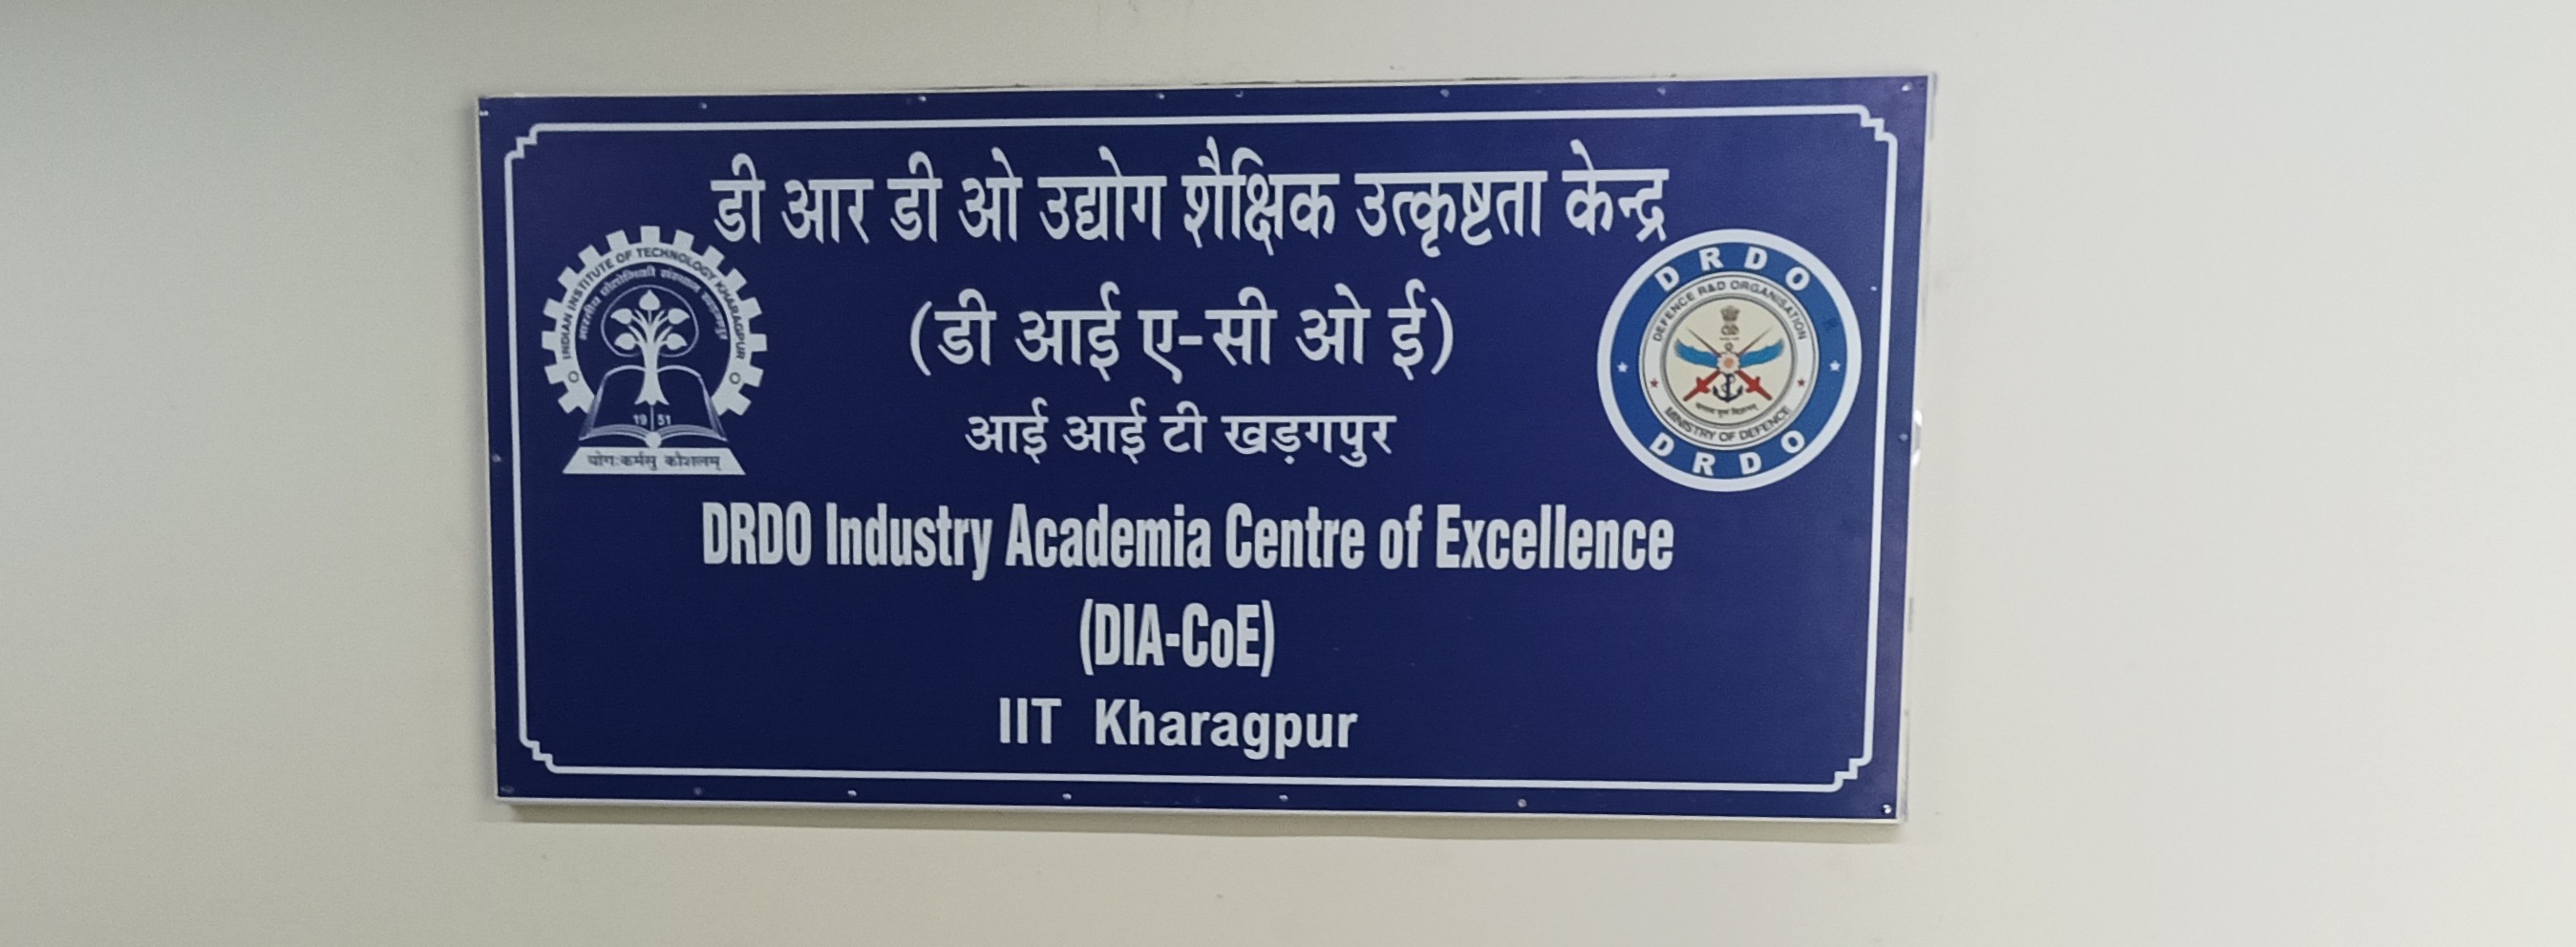 डी आर डी ओ उद्योग शैक्षिक उत्कृष्टता केन्द्र
(डी आई ए-सी ओ ई)
आई आई टी खड़गपुर
DRDO Industry Academia Centre of Excellence
(DIA-CoE)
IIT Kharagpur
INDIAN INSTITUTE OF TECHNOLOGY KHARAGPUR
भारतीय प्रौद्योगिकी संस्थान खड़गपुर
19 51
योगः कर्मसु कौशलम्
DRDO
DEFENCE R&D ORGANISATION
MINISTRY OF DEFENCE
DRDO